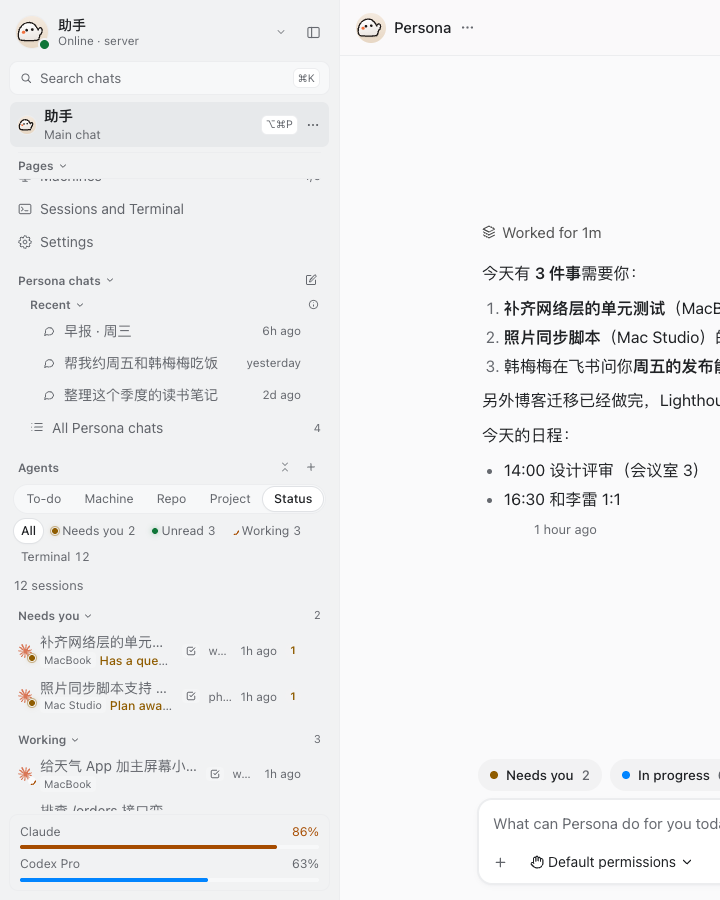 助手
Online · server
Search chats
⌘K
助手
Main chat
⌥⌘P
Pages
Sessions and Terminal
Settings
Persona chats
Recent
早报 · 周三 6h ago
帮我约周五和韩梅梅吃饭 yesterday
整理这个季度的读书笔记 2d ago
All Persona chats 4
Agents
To-do Machine Repo Project Status
All Needs you 2 Unread 3 Working 3
Terminal 12
12 sessions
Needs you 2
补齐网络层的单元… w… 1h ago 1
MacBook Has a que…
照片同步脚本支持 … ph… 1h ago 1
Mac Studio Plan awa…
Working 3
给天气 App 加主屏幕小… w… 1h ago
MacBook
Claude 86%
Codex Pro 63%
Persona
Worked for 1m
今天有 3 件事需要你：
1. 补齐网络层的单元测试（MacB
2. 照片同步脚本（Mac Studio）
3. 韩梅梅在飞书问你周五的发布
另外博客迁移已经做完，Lighthou
今天的日程：
• 14:00 设计评审（会议室 3）
• 16:30 和李雷 1:1
1 hour ago
Needs you 2
In progress
What can Persona do for you toda
Default permissions